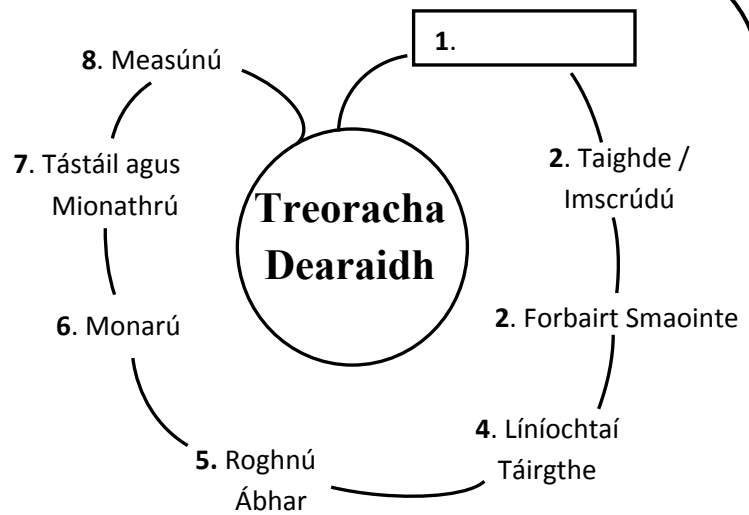 1.
8. Measúnú
2. Taighde /
Imscrúdú
7. Tástáil agus
Mionathrú
Treoracha
Dearaidh
2. Forbairt Smaointe
6. Monarú
4. Líníochtaí
Táirgthe
5. Roghnú
Ábhar